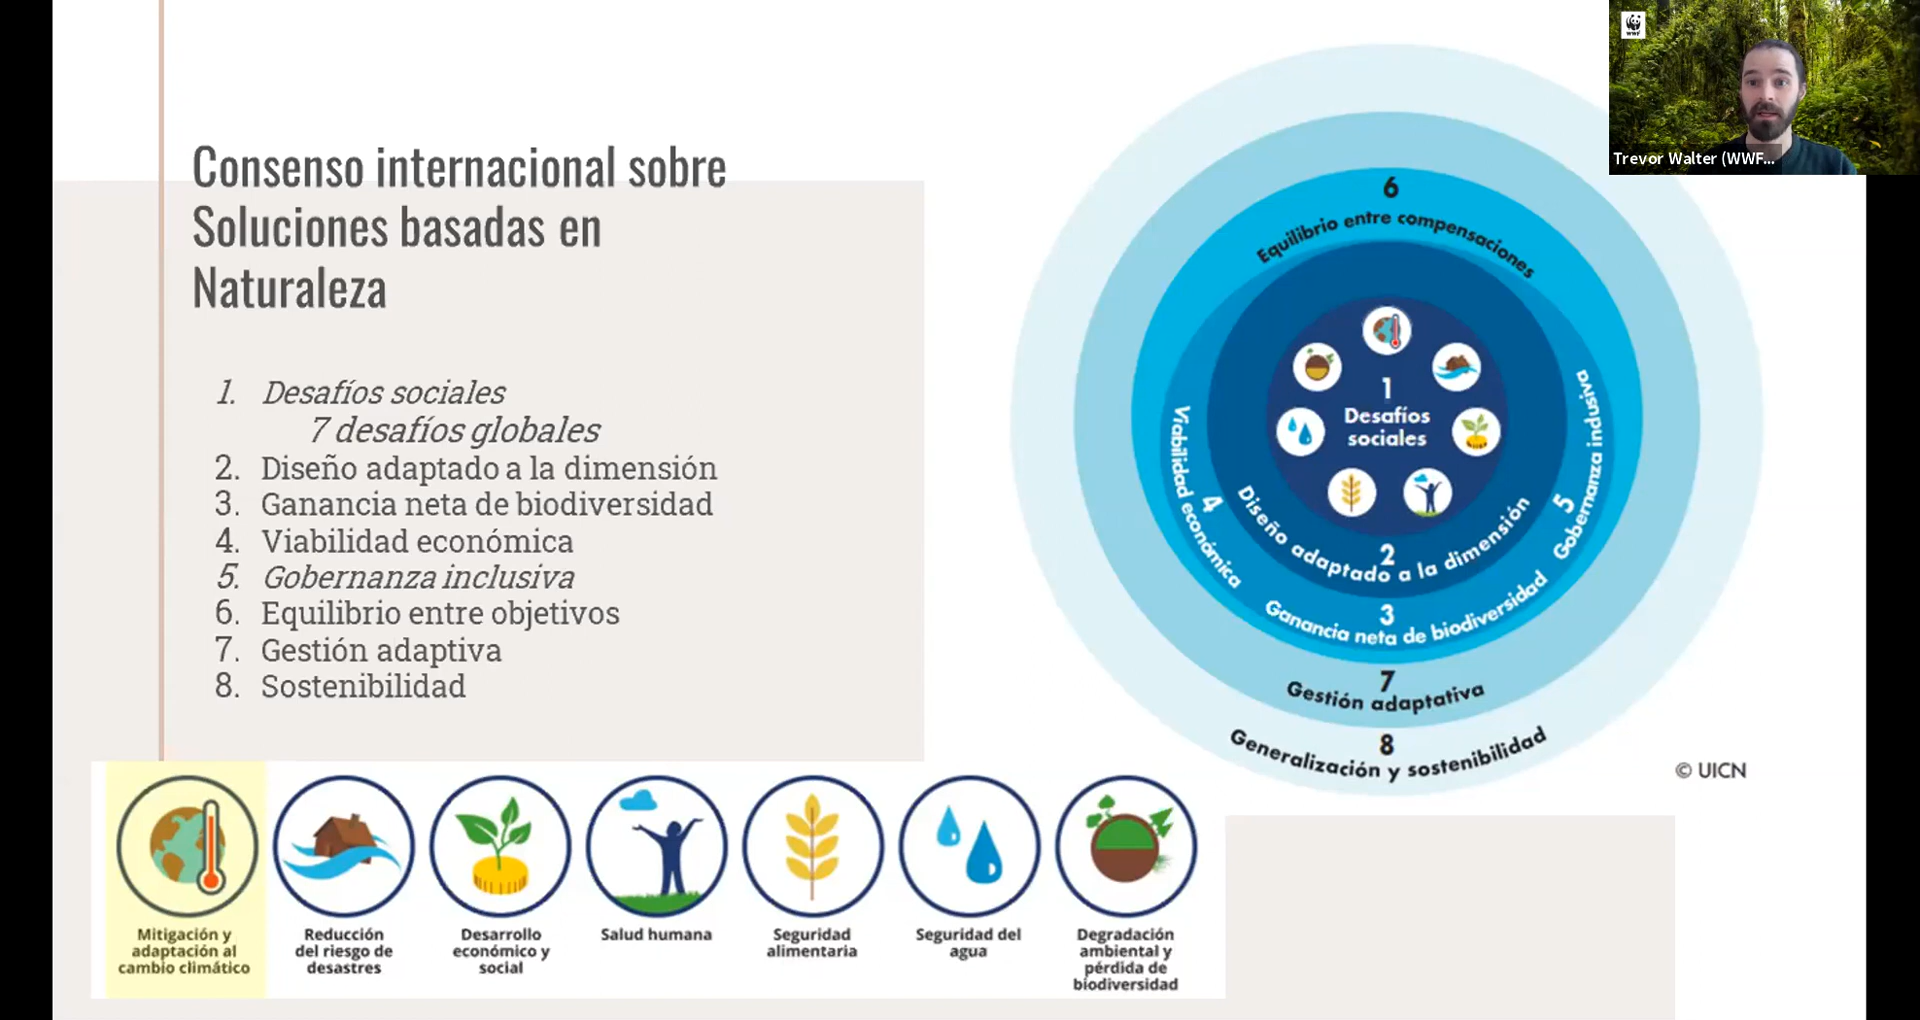 Consenso internacional sobre
Soluciones basadas en
Naturaleza
1. Desafíos sociales
7 desafíos globales
2. Diseño adaptado a la dimensión
3. Ganancia neta de biodiversidad
4. Viabilidad económica
5. Gobernanza inclusiva
6. Equilibrio entre objetivos
7. Gestión adaptiva
8. Sostenibilidad
WWF
Trevor Walter (WWF...
6
Equilibrio entre compensaciones
1
Desafíos
sociales
4
Viabilidad económica
5
Gobernanza inclusiva
2
Diseño adaptado a la dimensión
3
Ganancia neta de biodiversidad
7
Gestión adaptativa
8
Generalización y sostenibilidad
© UICN
Mitigación y
adaptación al
cambio climático
Reducción
del riesgo de
desastres
Desarrollo
económico y
social
Salud humana
Seguridad
alimentaria
Seguridad del
agua
Degradación
ambiental y
pérdida de
biodiversidad